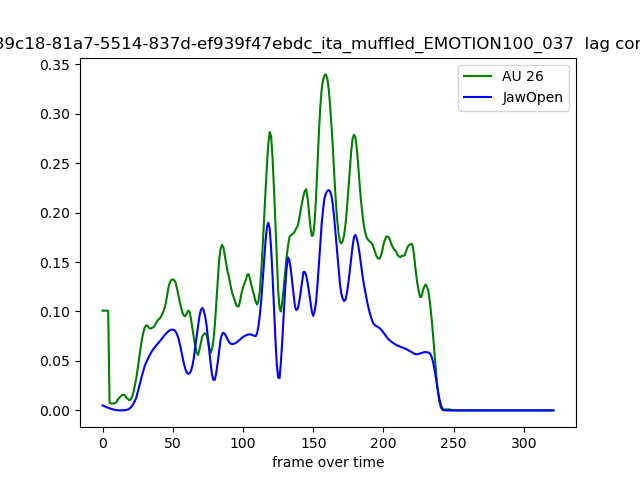 39c18-81a7-5514-837d-ef939f47ebdc_ita_muffled_EMOTION100_037 lag cor
0.35
0.30
0.25
0.20
0.15
0.10
0.05
0.00
AU 26
JawOpen
0 50 100 150 200 250 300
frame over time